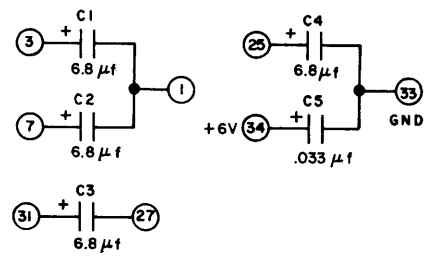 C1
3 +
6.8 µf
1
C2
7 +
6.8 µf
C3
31 + 27
6.8 µf
C4
25 +
6.8 µf
33
GND
C5
+6V 34 +
.033 µf